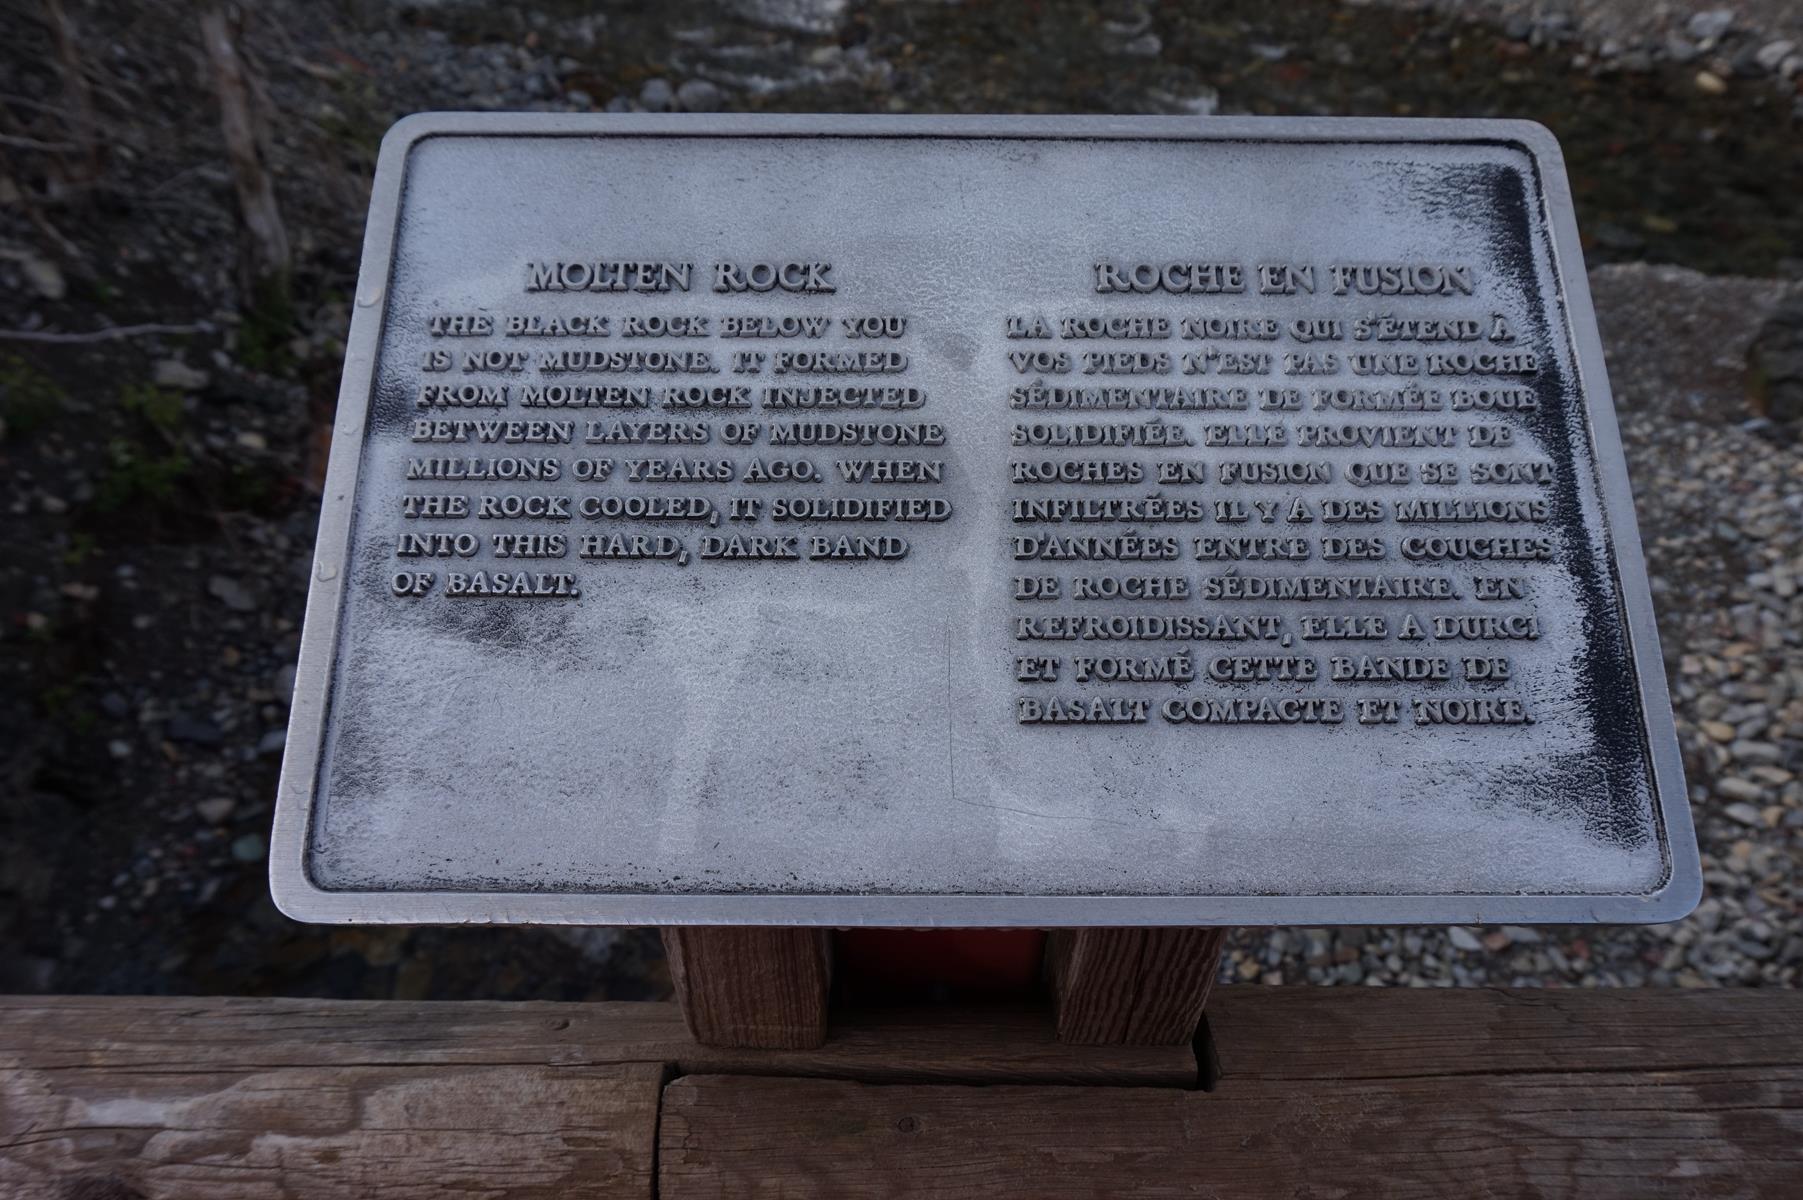 MOLTEN ROCK
THE BLACK ROCK BELOW YOU
IS NOT MUDSTONE. IT FORMED
FROM MOLTEN ROCK INJECTED
BETWEEN LAYERS OF MUDSTONE
MILLIONS OF YEARS AGO. WHEN
THE ROCK COOLED, IT SOLIDIFIED
INTO THIS HARD, DARK BAND
OF BASALT.
ROCHE EN FUSION
LA ROCHE NOIRE QUI S'ÉTEND À
VOS PIEDS N'EST PAS UNE ROCHE
SÉDIMENTAIRE DE FORMÉE BOUE
SOLIDIFIÉE. ELLE PROVIENT DE
ROCHES EN FUSION QUE SE SONT
INFILTRÉES IL Y A DES MILLIONS
D'ANNÉES ENTRE DES COUCHES
DE ROCHE SÉDIMENTAIRE. EN
REFROIDISSANT, ELLE A DURCI
ET FORMÉ CETTE BANDE DE
BASALT COMPACTE ET NOIRE.